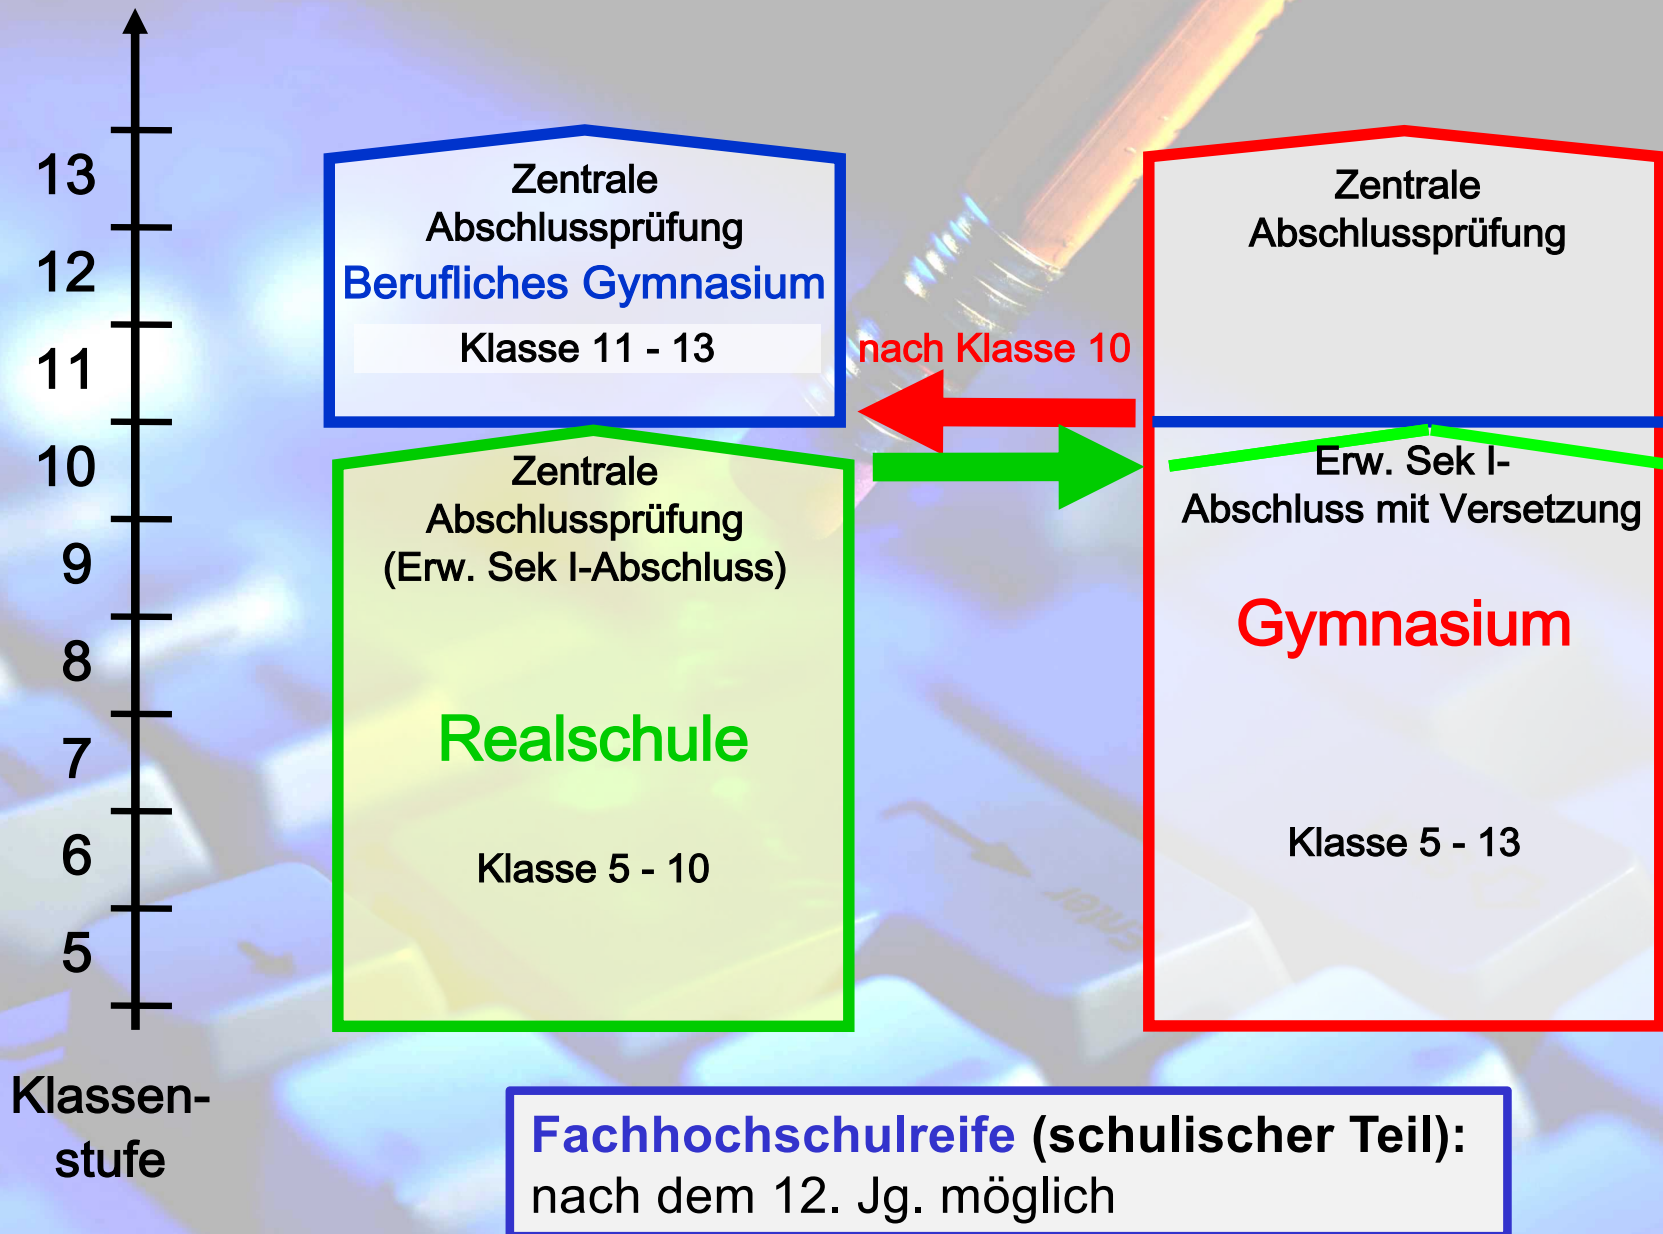 13
12
11
10
9
8
7
6
5
Klassen-
stufe
Zentrale
Abschlussprüfung
Berufliches Gymnasium
Klasse 11 - 13
Zentrale
Abschlussprüfung
(Erw. Sek I-Abschluss)
Realschule
Klasse 5 - 10
nach Klasse 10
Zentrale
Abschlussprüfung
Erw. Sek I-
Abschluss mit Versetzung
Gymnasium
Klasse 5 - 13
Enter
Fachhochschulreife (schulischer Teil):
nach dem 12. Jg. möglich